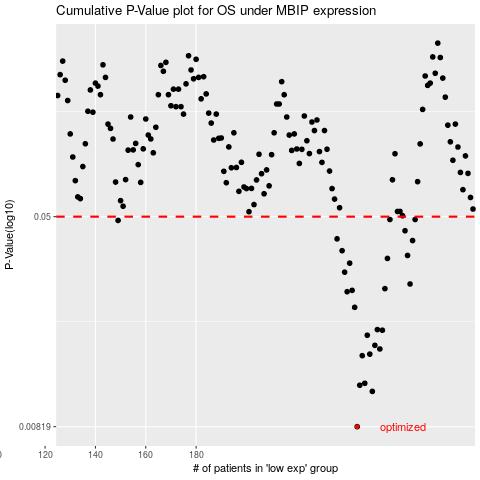 Cumulative P-Value plot for OS under MBIP expression
P-Value(log10)
0.05
0.00819
optimized
0 120 140 160 180
# of patients in 'low exp' group